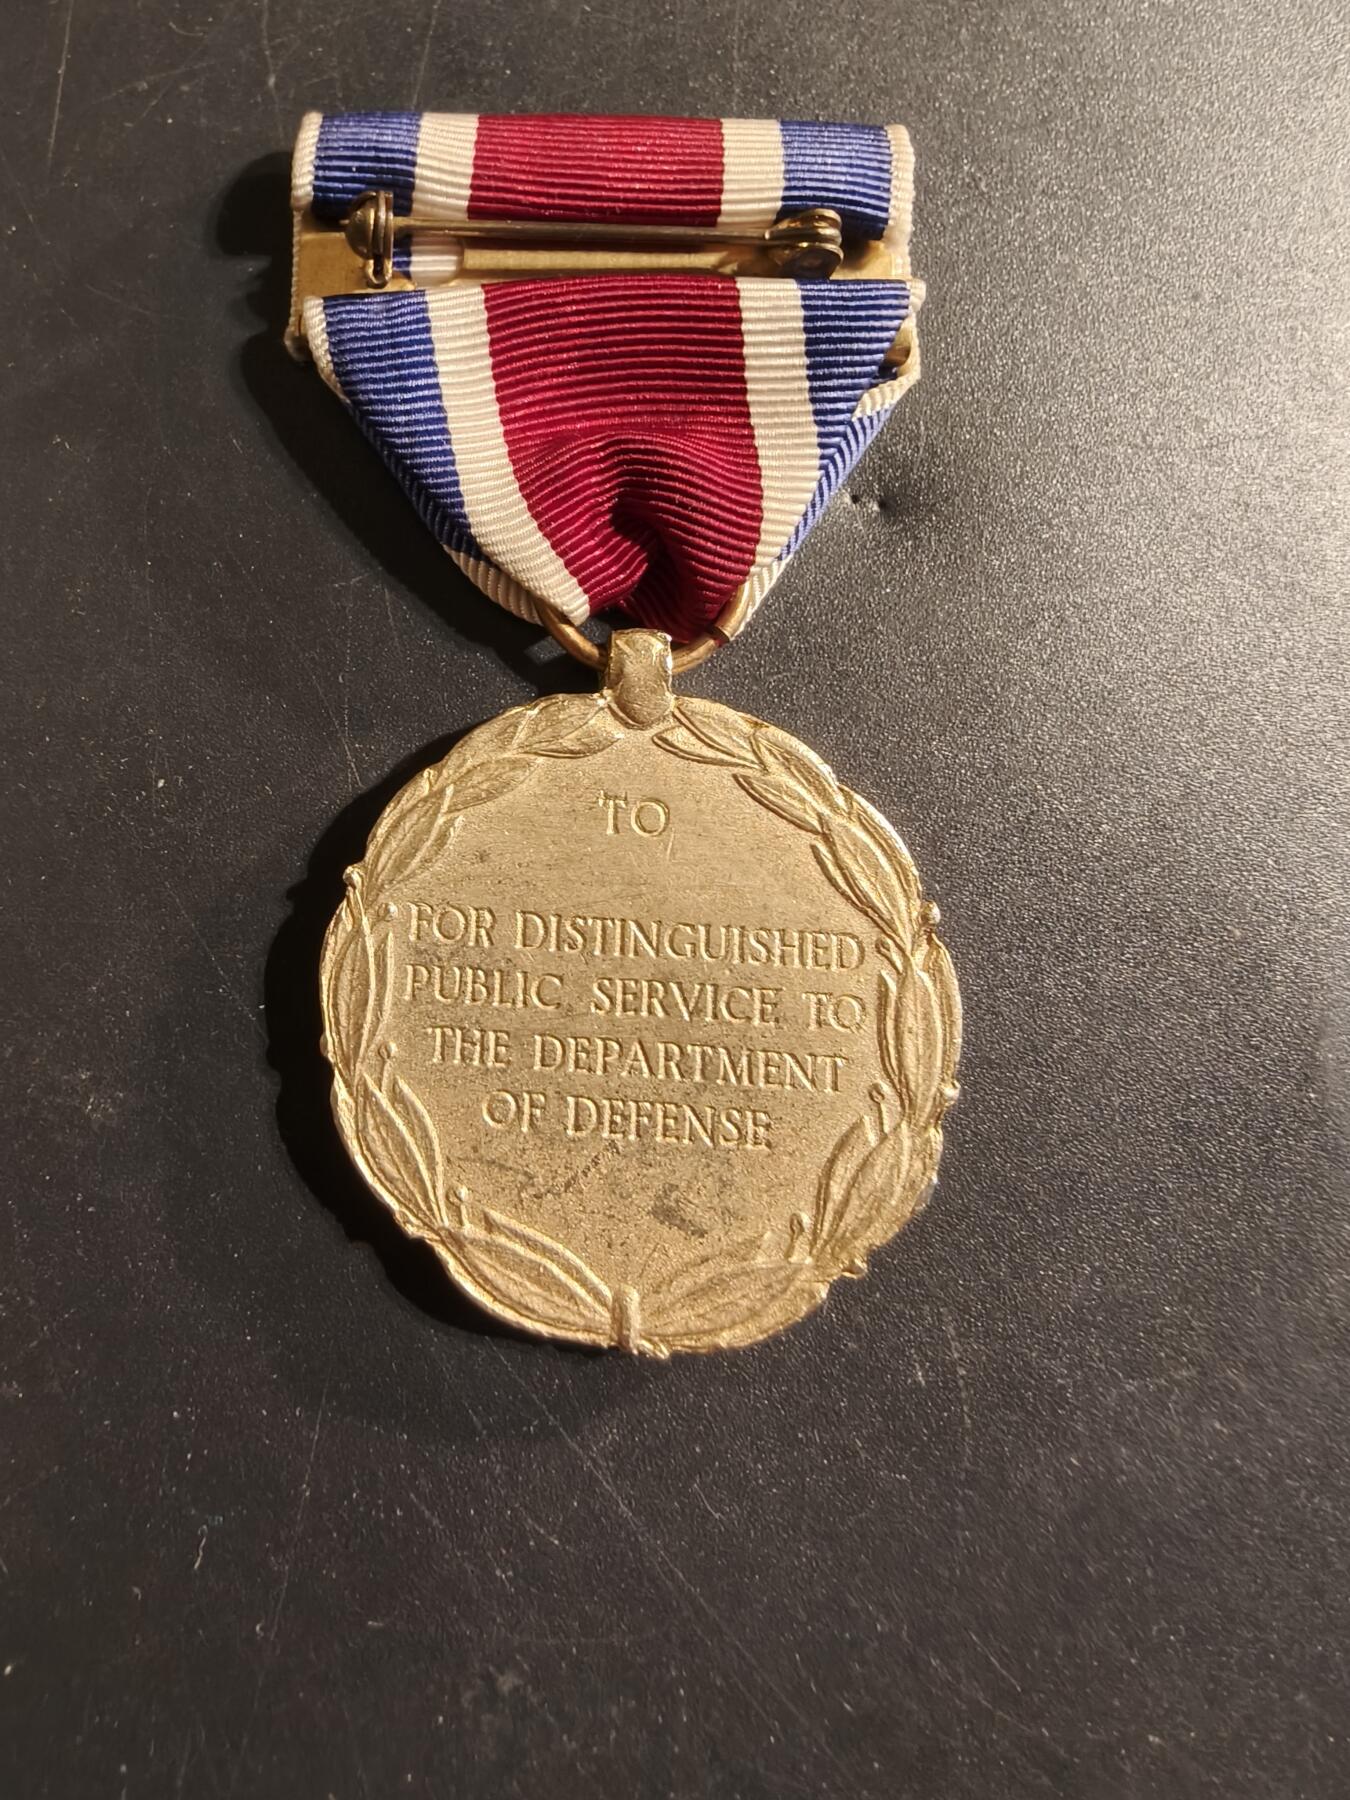 TO
FOR DISTINGUISHED
PUBLIC SERVICE TO
THE DEPARTMENT
OF DEFENSE